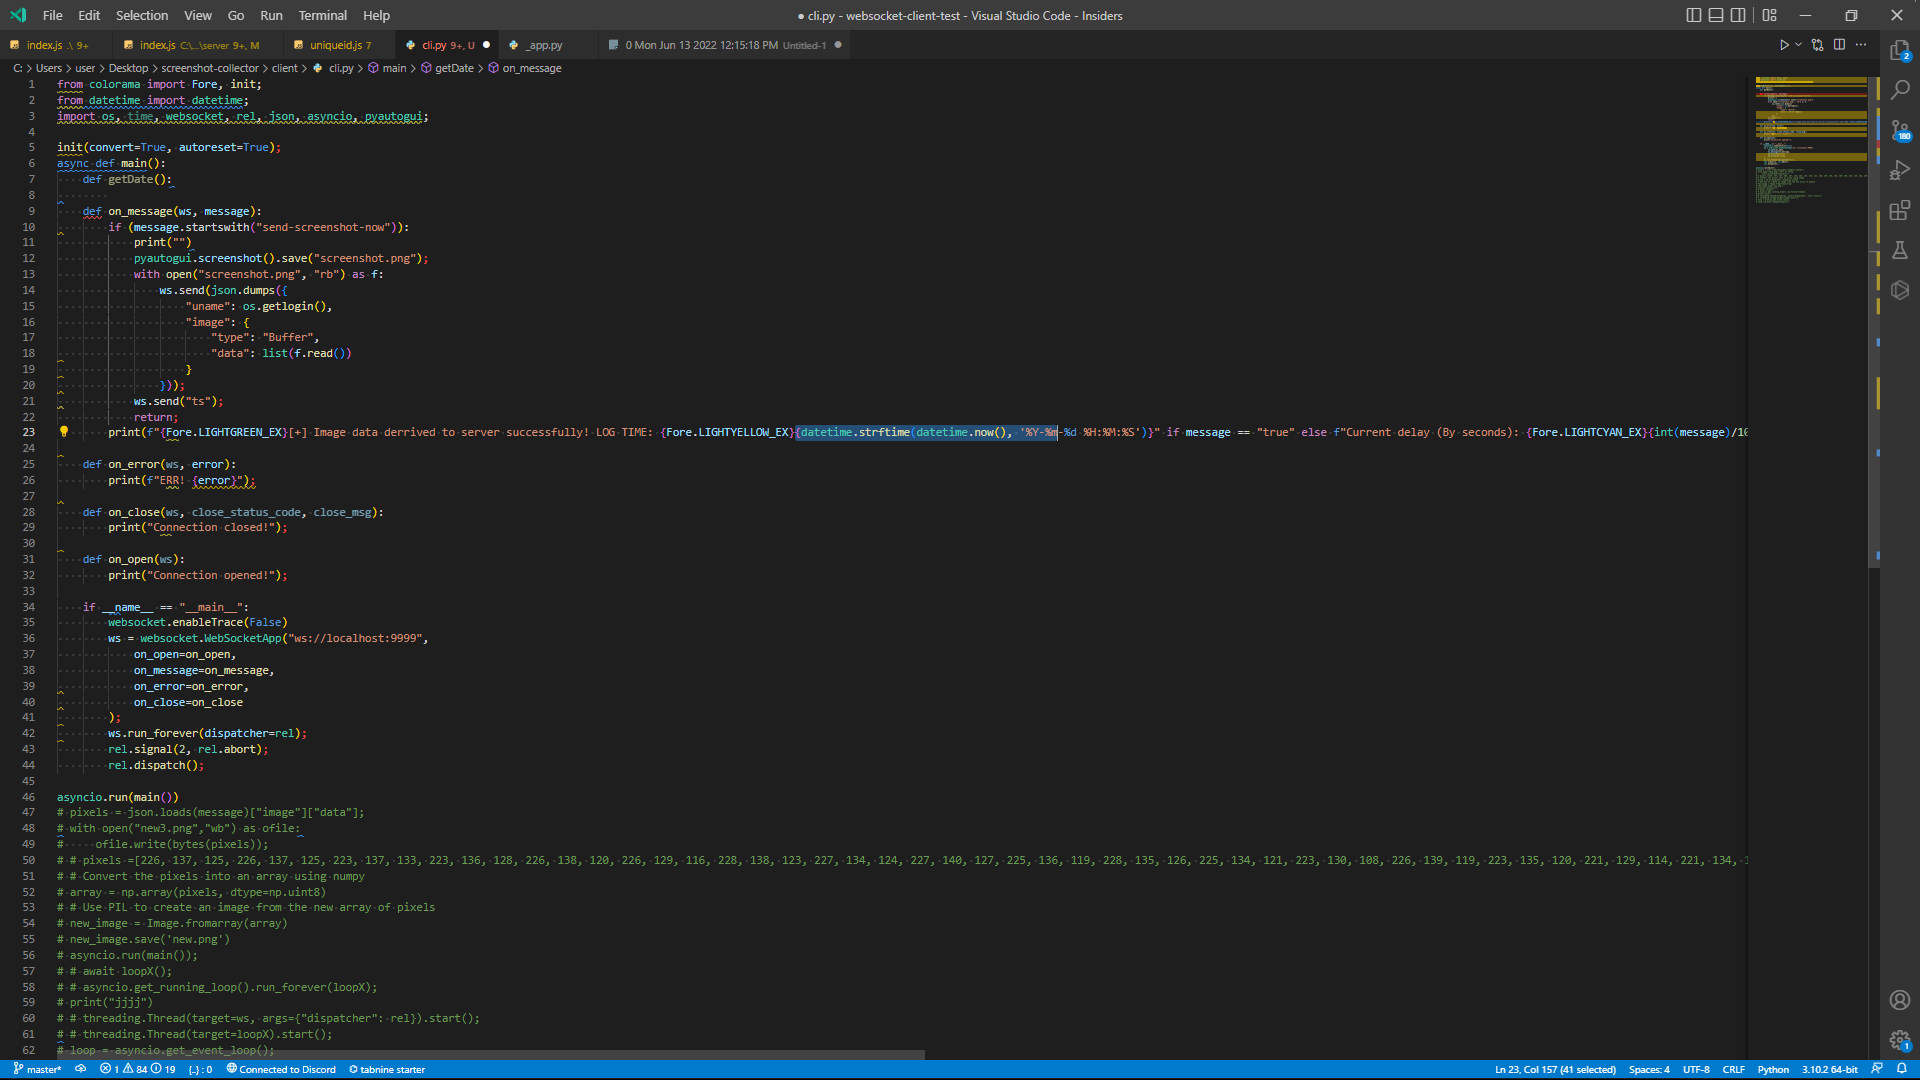 File Edit Selection View Go Run Terminal Help
● cli.py - websocket-client-test - Visual Studio Code - Insiders
index.js .\ 9+
index.js C:\...\server 9+, M
uniqueid.js 7
cli.py 9+, U
_app.py
0 Mon Jun 13 2022 12:15:18 PM Untitled-1
C: > Users > user > Desktop > screenshot-collector > client > cli.py > main > getDate > on_message
1 from colorama import Fore, init;
2 from datetime import datetime;
3 import os, time, websocket, rel, json, asyncio, pyautogui;
4
5 init(convert=True, autoreset=True);
6 async def main():
7 def getDate():
8
9 def on_message(ws, message):
10 if (message.startswith("send-screenshot-now")):
11 print("")
12 pyautogui.screenshot().save("screenshot.png");
13 with open("screenshot.png", "rb") as f:
14 ws.send(json.dumps({
15 "uname": os.getlogin(),
16 "image": {
17 "type": "Buffer",
18 "data": list(f.read())
19 }
20 }));
21 ws.send("ts");
22 return;
23 print(f"{Fore.LIGHTGREEN_EX}[+] Image data derrived to server successfully! LOG TIME: {Fore.LIGHTYELLOW_EX}{datetime.strftime(datetime.now(), '%Y-%m-%d %H:%M:%S')}" if message == "true" else f"Current delay (By seconds): {Fore.LIGHTCYAN_EX}{int(message)/10
24
25 def on_error(ws, error):
26 print(f"ERR! {error}");
27
28 def on_close(ws, close_status_code, close_msg):
29 print("Connection closed!");
30
31 def on_open(ws):
32 print("Connection opened!");
33
34 if __name__ == "__main__":
35 websocket.enableTrace(False)
36 ws = websocket.WebSocketApp("ws://localhost:9999",
37 on_open=on_open,
38 on_message=on_message,
39 on_error=on_error,
40 on_close=on_close
41 );
42 ws.run_forever(dispatcher=rel);
43 rel.signal(2, rel.abort);
44 rel.dispatch();
45
46 asyncio.run(main())
47 # pixels = json.loads(message)["image"]["data"];
48 # with open("new3.png","wb") as ofile:
49 # ofile.write(bytes(pixels));
50 # # pixels =[226, 137, 125, 226, 137, 125, 223, 137, 133, 223, 136, 128, 226, 138, 120, 226, 129, 116, 228, 138, 123, 227, 134, 124, 227, 140, 127, 225, 136, 119, 228, 135, 126, 225, 134, 121, 223, 130, 108, 226, 139, 119, 223, 135, 120, 221, 129, 114, 221, 134, 1
51 # # Convert the pixels into an array using numpy
52 # array = np.array(pixels, dtype=np.uint8)
53 # # Use PIL to create an image from the new array of pixels
54 # new_image = Image.fromarray(array)
55 # new_image.save('new.png')
56 # asyncio.run(main());
57 # # await loopX();
58 # # asyncio.get_running_loop().run_forever(loopX);
59 # print("jjjj")
60 # # threading.Thread(target=ws, args={"dispatcher": rel}).start();
61 # # threading.Thread(target=loopX).start();
62 # loop = asyncio.get_event_loop();
2
180
1
master* 1 84 19 {..} : 0 Connected to Discord tabnine starter
Ln 23, Col 157 (41 selected) Spaces: 4 UTF-8 CRLF Python 3.10.2 64-bit